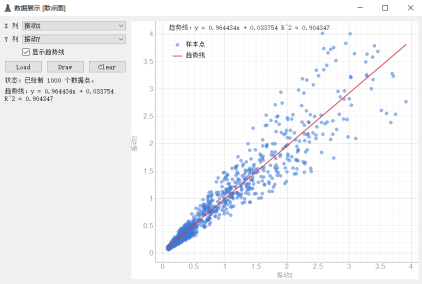 数据展示 [散点图]
X 列 振动X
Y 列 振动Y
显示趋势线
Load Draw Clear
状态: 已绘制 1000 个数据点。
趋势线: y = 0.964434x + 0.033754
R^2 = 0.904347
趋势线: y = 0.964434x + 0.033754 R^2 = 0.904347
样本点
趋势线
4
3.5
3
2.5
2
1.5
1
0.5
0
0 0.5 1 1.5 2 2.5 3 3.5 4